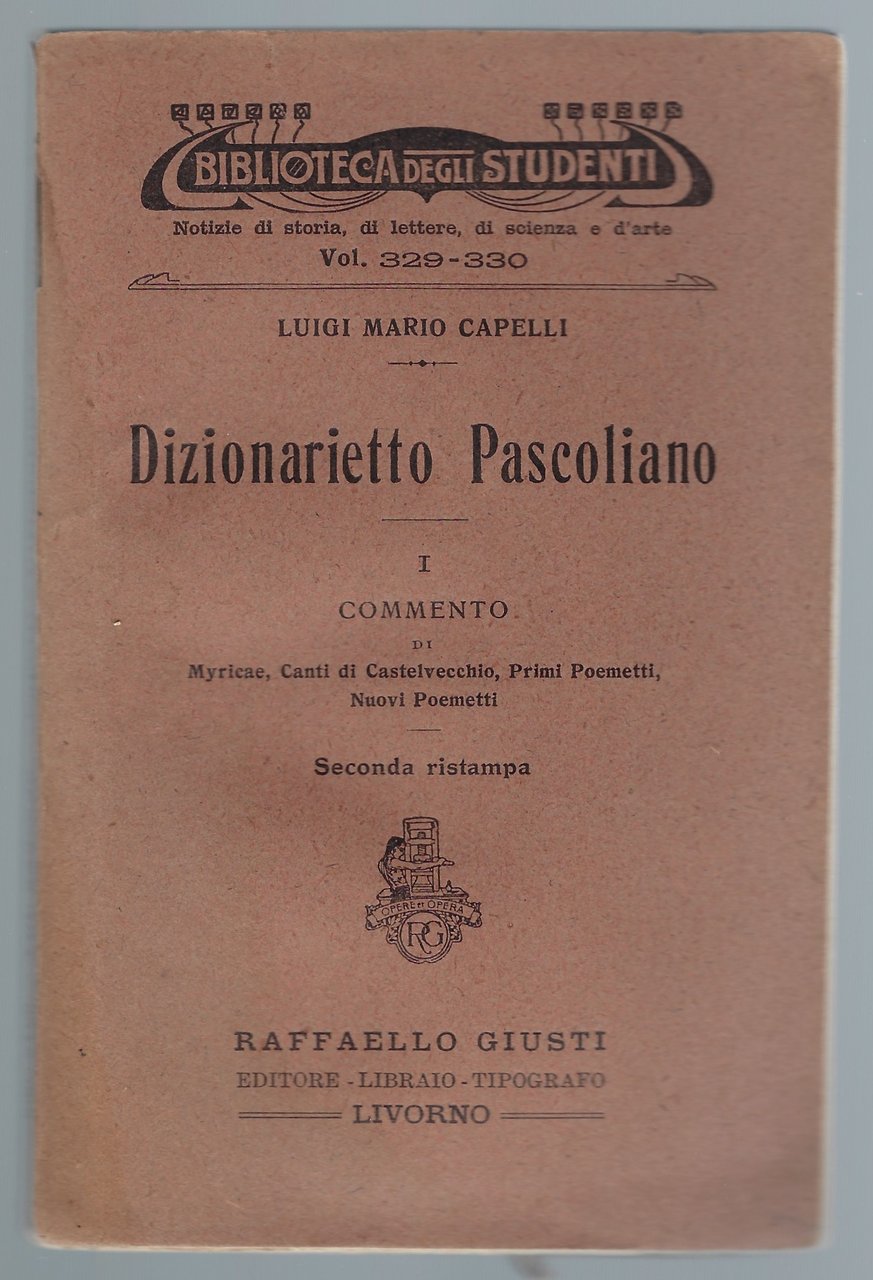 BIBLIOTECA DEGLI STUDENTI
Notizie di storia, di lettere, di scienza e d'arte
Vol. 329-330
LUIGI MARIO CAPELLI
Dizionarietto Pascoliano
I
COMMENTO
DI
Myricae, Canti di Castelvecchio, Primi Poemetti,
Nuovi Poemetti
Seconda ristampa
OPERE ET OPERA
RG
RAFFAELLO GIUSTI
EDITORE - LIBRAIO - TIPOGRAFO
LIVORNO